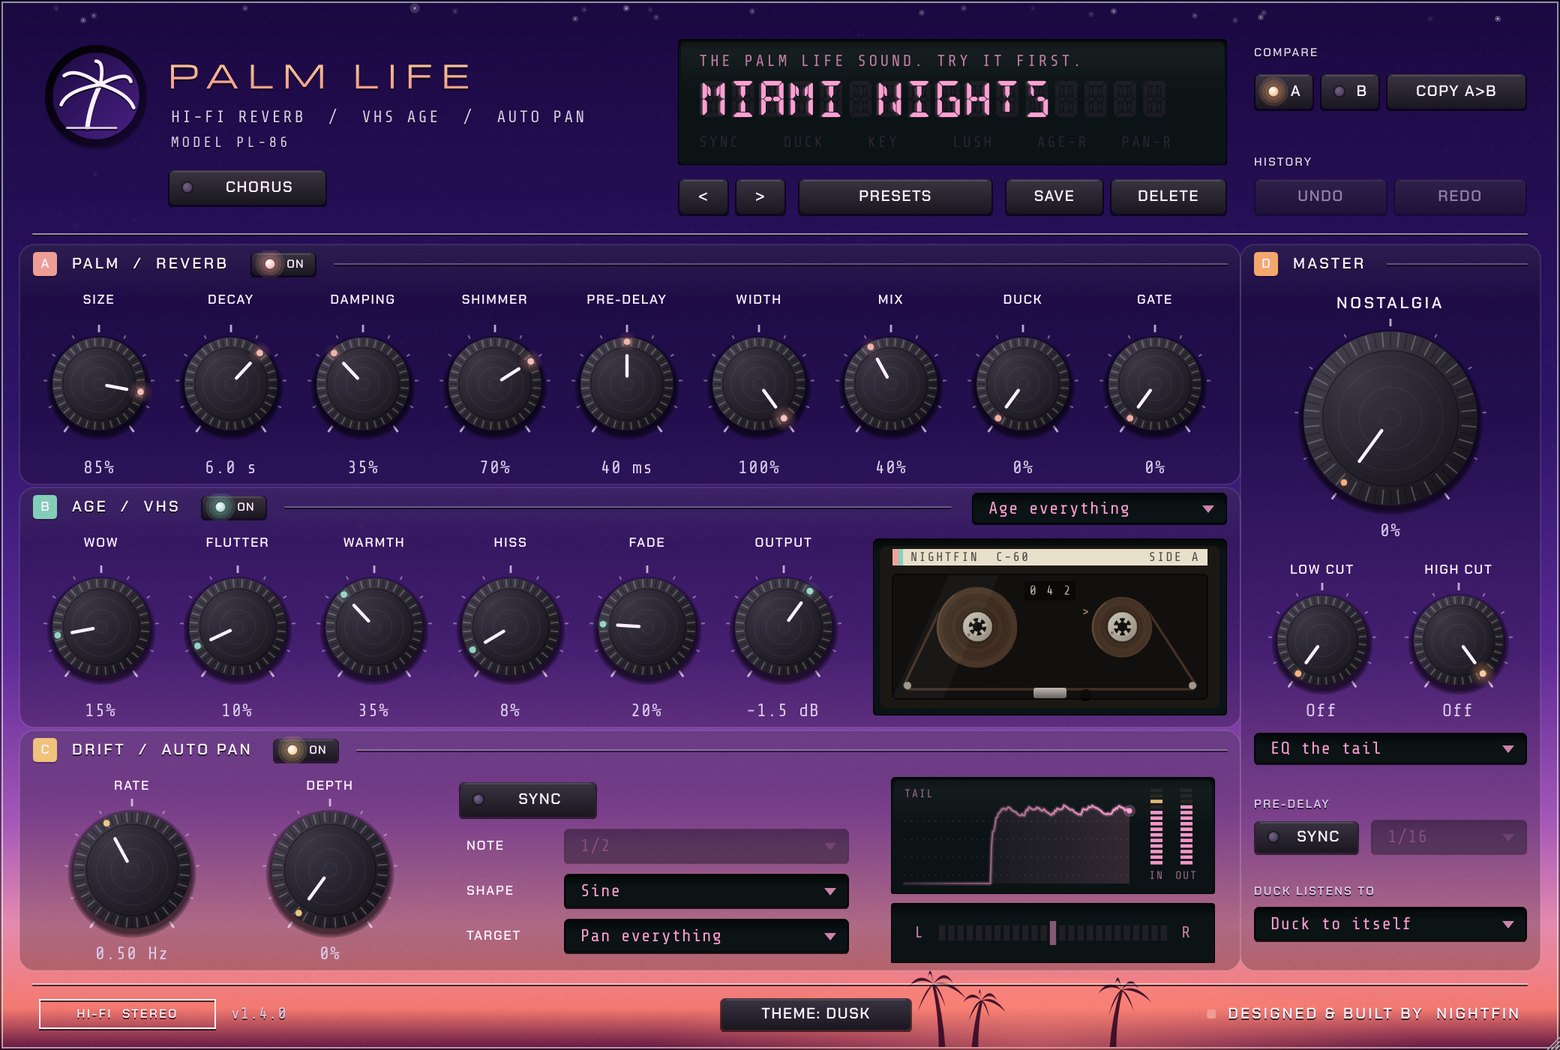 PALM LIFE
HI-FI REVERB / VHS AGE / AUTO PAN
MODEL PL-86
CHORUS
THE PALM LIFE SOUND. TRY IT FIRST.
MIAMI NIGHTS
SYNC DUCK KEY LUSH AGE-R PAN-R
< > PRESETS SAVE DELETE
COMPARE
A B COPY A>B
HISTORY
UNDO REDO
A PALM / REVERB ON
SIZE DECAY DAMPING SHIMMER PRE-DELAY WIDTH MIX DUCK GATE
85% 6.0 s 35% 70% 40 ms 100% 40% 0% 0%
B AGE / VHS ON Age everything
WOW FLUTTER WARMTH HISS FADE OUTPUT
15% 10% 35% 8% 20% -1.5 dB
NIGHTFIN C-60 SIDE A
0 4 2
>
C DRIFT / AUTO PAN ON
RATE DEPTH
0.50 Hz 0%
SYNC
NOTE 1/2
SHAPE Sine
TARGET Pan everything
TAIL
IN OUT
L R
D MASTER
NOSTALGIA
0%
LOW CUT HIGH CUT
Off Off
EQ the tail
PRE-DELAY
SYNC 1/16
DUCK LISTENS TO
Duck to itself
HI-FI STEREO v1.4.0
THEME: DUSK
DESIGNED & BUILT BY NIGHTFIN